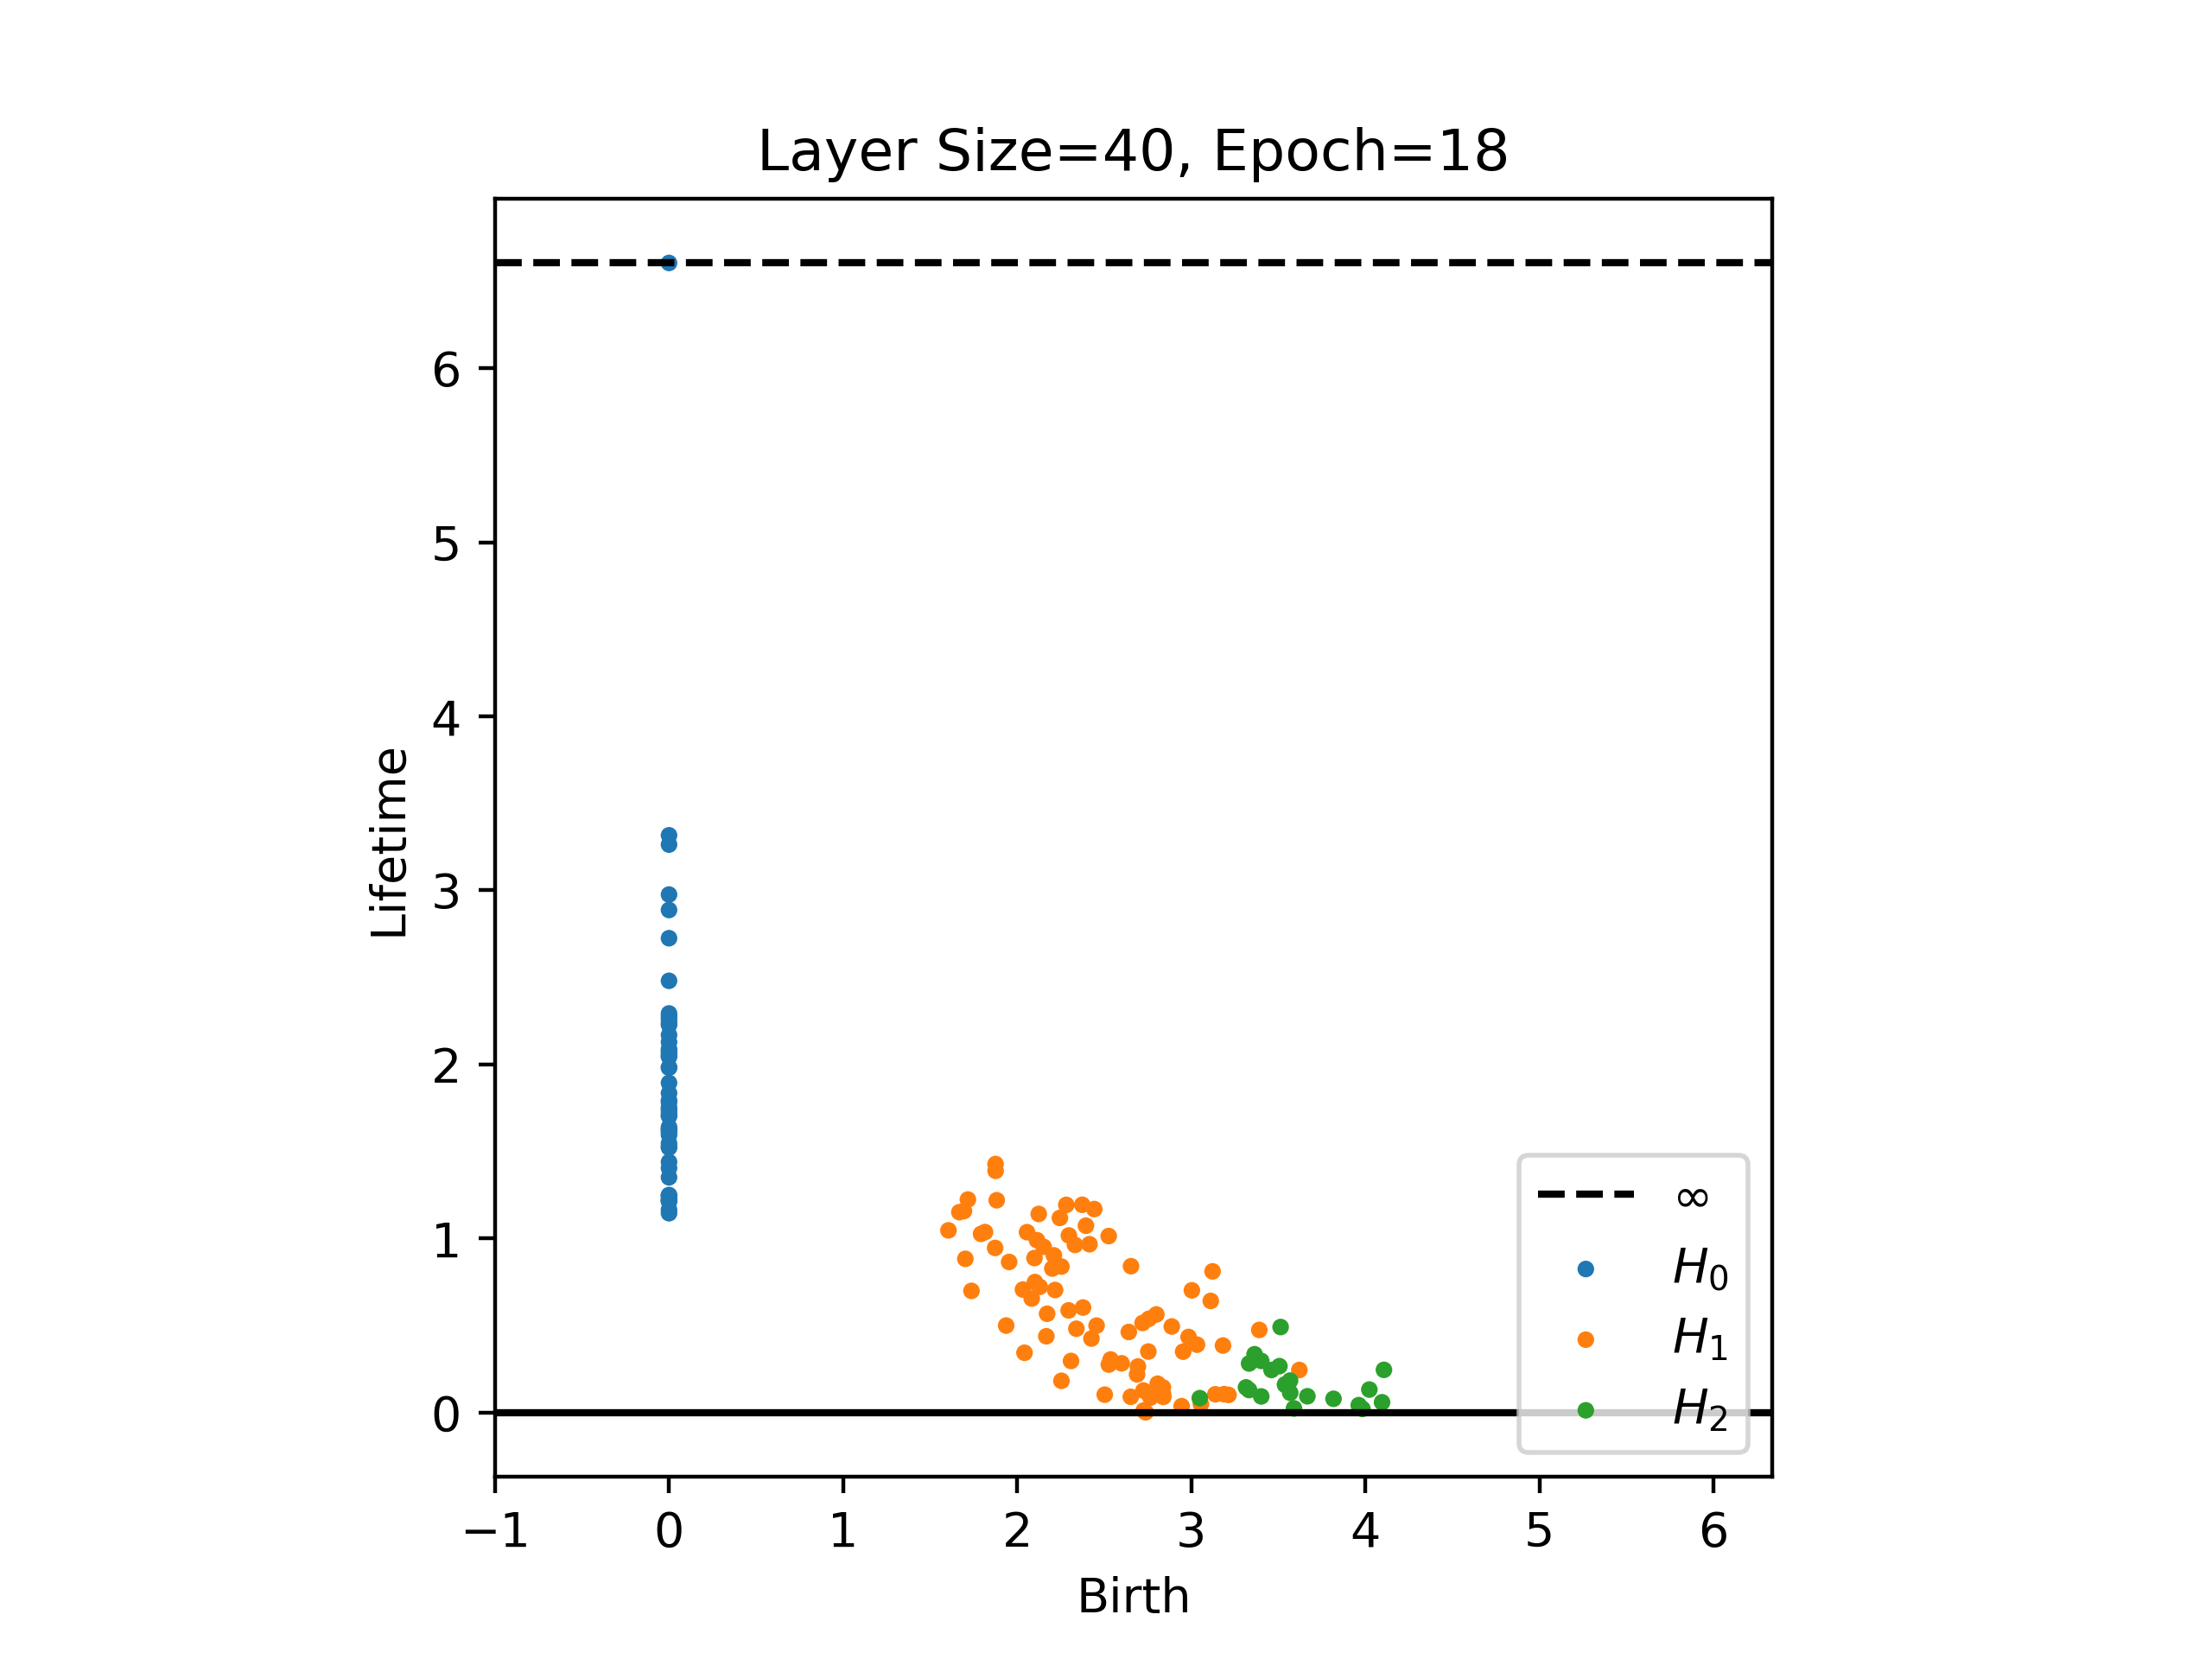 Layer Size=40, Epoch=18
Lifetime
6
5
4
3
2
1
0
∞
H₀
H₁
H₂
−1 0 1 2 3 4 5 6
Birth